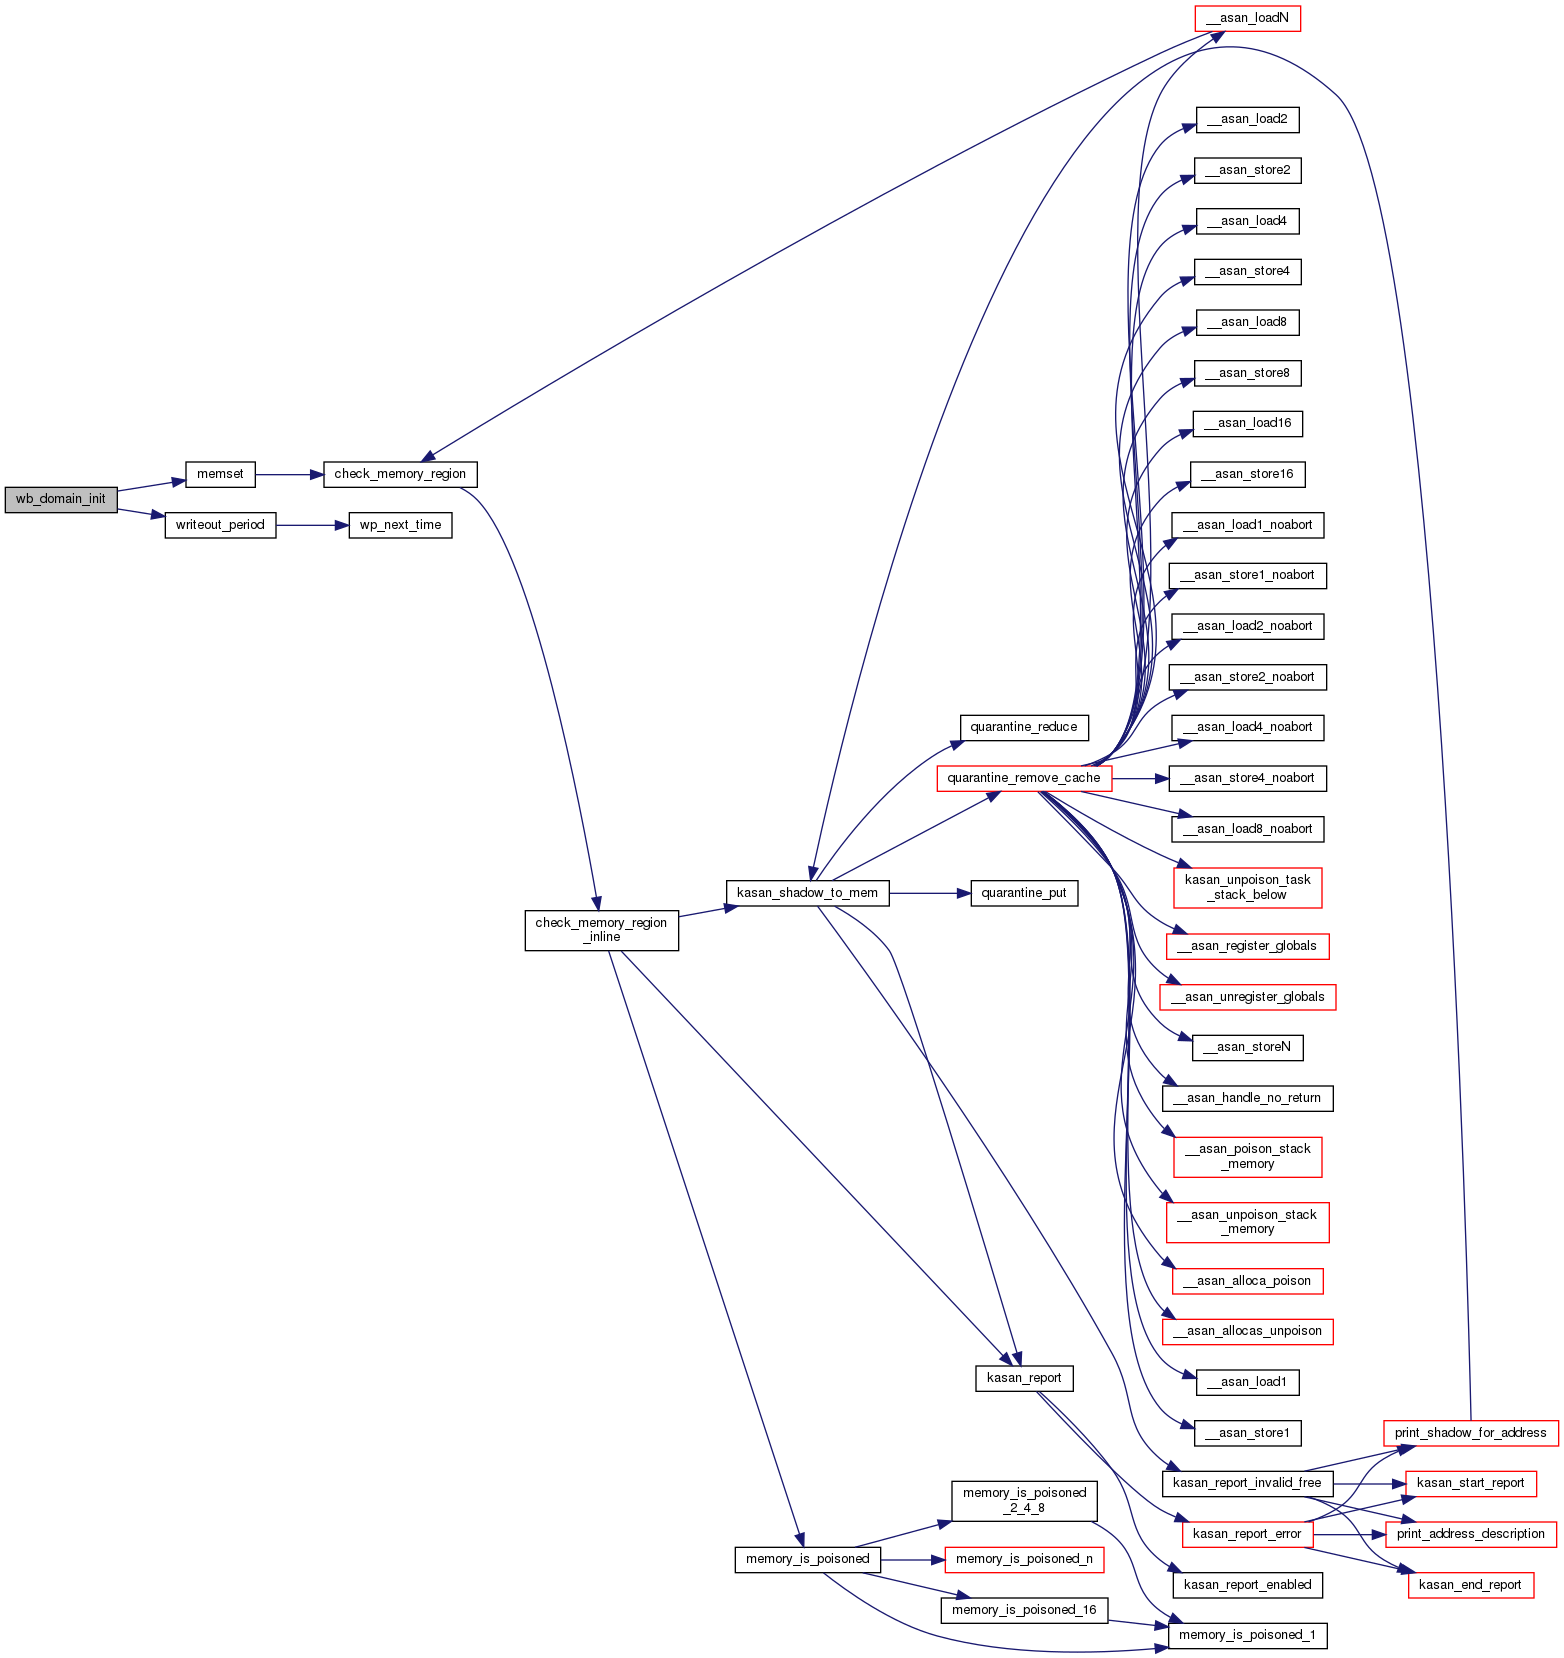 __asan_loadN
__asan_load2
__asan_store2
__asan_load4
__asan_store4
__asan_load8
__asan_store8
__asan_load16
memset
check_memory_region
__asan_store16
wb_domain_init
writeout_period
wp_next_time
__asan_load1_noabort
__asan_store1_noabort
__asan_load2_noabort
__asan_store2_noabort
quarantine_reduce
__asan_load4_noabort
quarantine_remove_cache
__asan_store4_noabort
__asan_load8_noabort
kasan_unpoison_task
_stack_below
kasan_shadow_to_mem
quarantine_put
check_memory_region
_inline
__asan_register_globals
__asan_unregister_globals
__asan_storeN
__asan_handle_no_return
__asan_poison_stack
_memory
__asan_unpoison_stack
_memory
__asan_alloca_poison
__asan_allocas_unpoison
kasan_report
__asan_load1
__asan_store1
print_shadow_for_address
kasan_report_invalid_free
kasan_start_report
memory_is_poisoned
_2_4_8
kasan_report_error
print_address_description
memory_is_poisoned
memory_is_poisoned_n
kasan_report_enabled
kasan_end_report
memory_is_poisoned_16
memory_is_poisoned_1